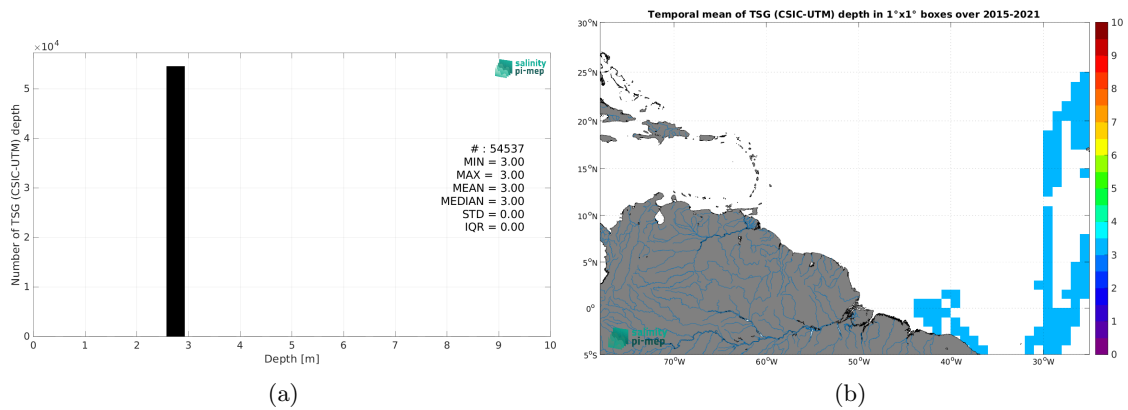 ×10⁴
5
4
3
2
1
0
Number of TSG (CSIC-UTM) depth
0 1 2 3 4 5 6 7 8 9 10
Depth [m]
salinity
pi-mep
# : 54537
MIN = 3.00
MAX = 3.00
MEAN = 3.00
MEDIAN = 3.00
STD = 0.00
IQR = 0.00
(a)
Temporal mean of TSG (CSIC-UTM) depth in 1°x1° boxes over 2015-2021
30°N
25°N
20°N
15°N
10°N
5°N
0°
5°S
70°W 60°W 50°W 40°W 30°W
salinity
pi-mep
10
9
8
7
6
5
4
3
2
1
0
(b)